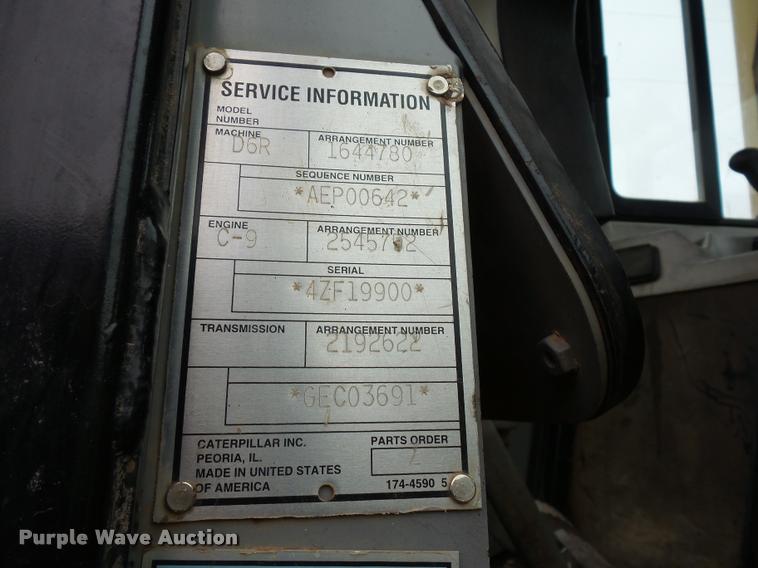 SERVICE INFORMATION
MODEL
NUMBER
MACHINE
D6R
ARRANGEMENT NUMBER
1644780
SEQUENCE NUMBER
*AEP00642*
ENGINE
C-9
ARRANGEMENT NUMBER
2545752
SERIAL
*4ZF19900*
TRANSMISSION
ARRANGEMENT NUMBER
2192622
*GEC03691*
CATERPILLAR INC.
PEORIA, IL.
MADE IN UNITED STATES
OF AMERICA
PARTS ORDER
2
174-4590 5
Purple Wave Auction